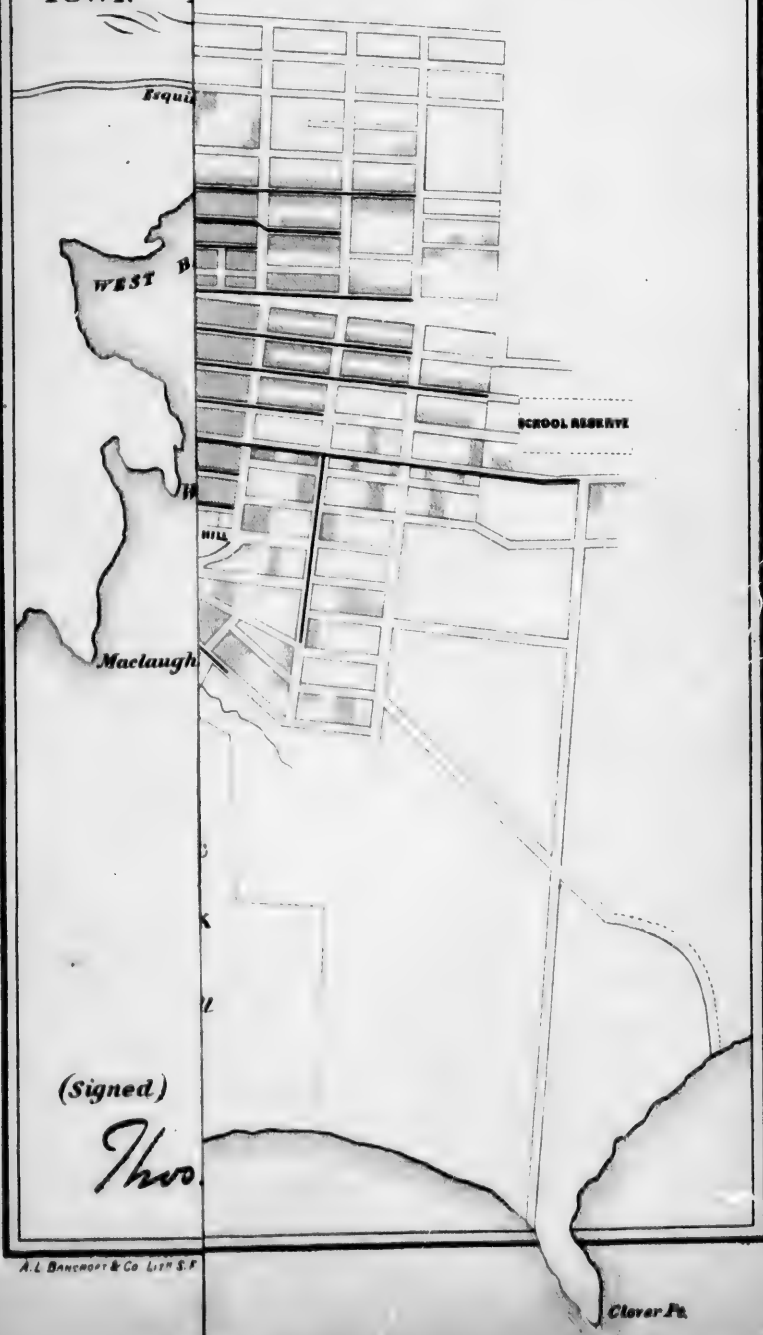 Esqui
WEST B
SCHOOL RESERVE
W
HILL
Maclaugh
K
(Signed)
Thos.
A.L. BANCROFT & CO LITH S.F
Clover Pt.